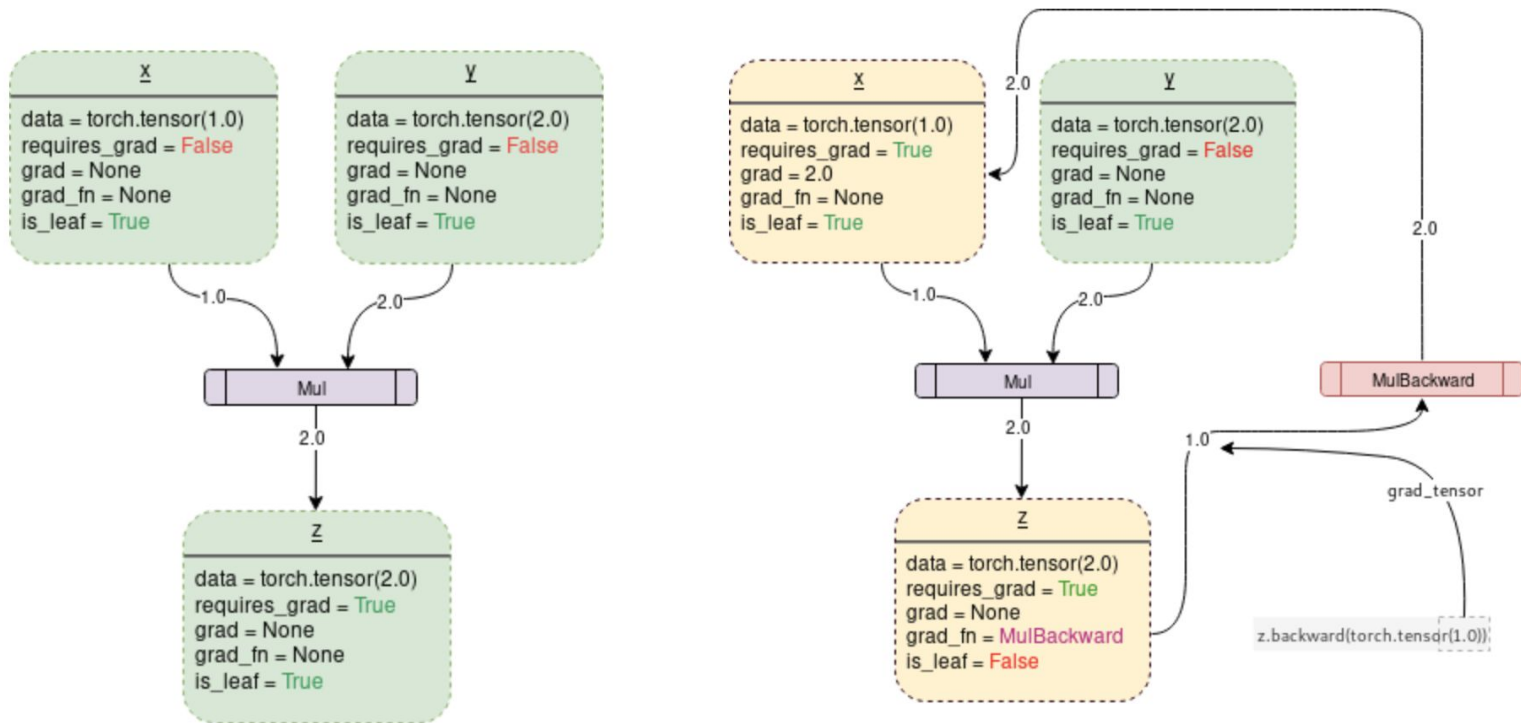 x
data = torch.tensor(1.0)
requires_grad = False
grad = None
grad_fn = None
is_leaf = True
y
data = torch.tensor(2.0)
requires_grad = False
grad = None
grad_fn = None
is_leaf = True
1.0
2.0
Mul
2.0
z
data = torch.tensor(2.0)
requires_grad = True
grad = None
grad_fn = None
is_leaf = True
x
data = torch.tensor(1.0)
requires_grad = True
grad = 2.0
grad_fn = None
is_leaf = True
2.0
y
data = torch.tensor(2.0)
requires_grad = False
grad = None
grad_fn = None
is_leaf = True
2.0
1.0
2.0
Mul
MulBackward
2.0
1.0
grad_tensor
z
data = torch.tensor(2.0)
requires_grad = True
grad = None
grad_fn = MulBackward
is_leaf = False
z.backward(torch.tensor(1.0))